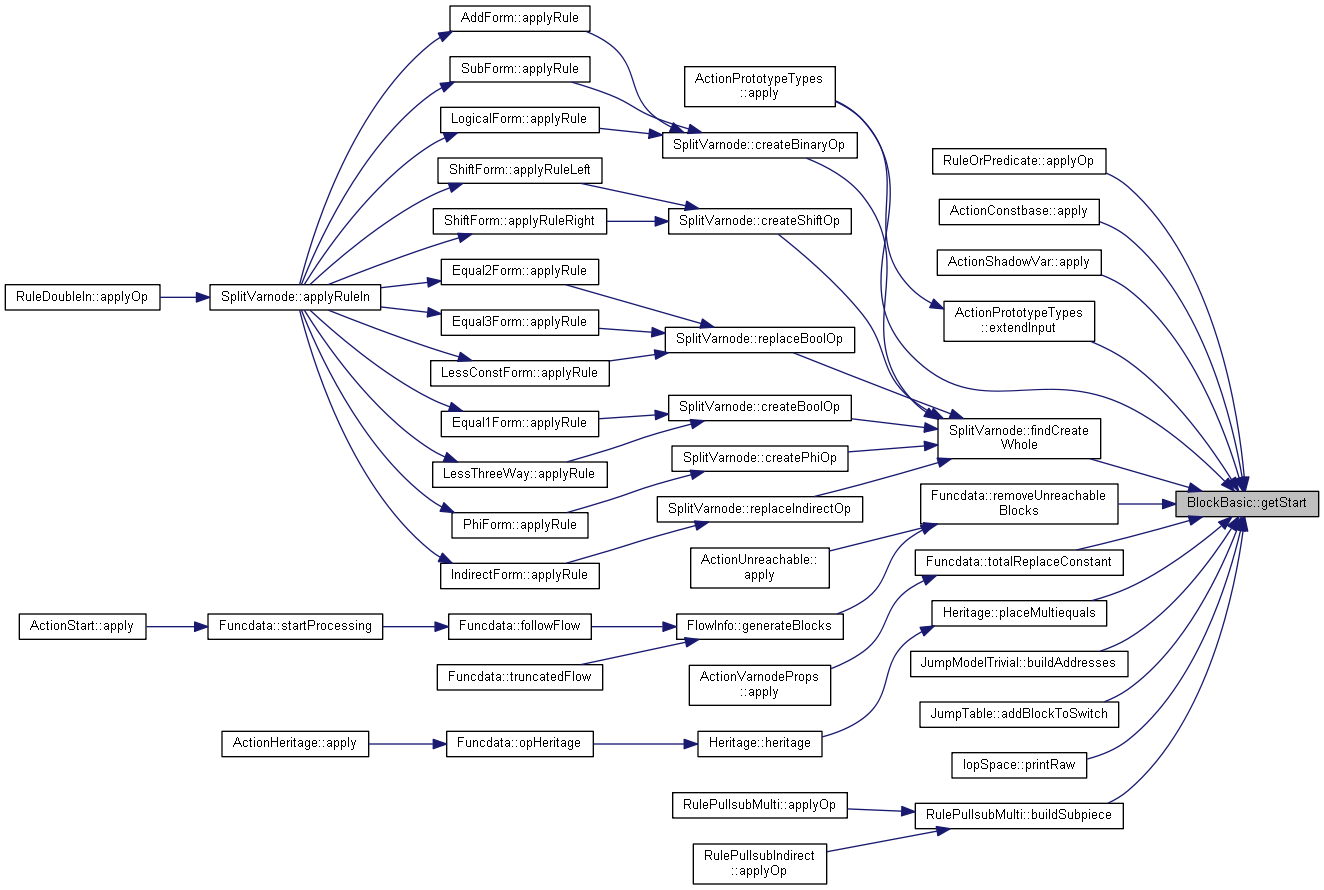 AddForm::applyRule
SubForm::applyRule
LogicalForm::applyRule
ShiftForm::applyRuleLeft
ShiftForm::applyRuleRight
Equal2Form::applyRule
RuleDoubleIn::applyOp
SplitVarnode::applyRuleIn
Equal3Form::applyRule
LessConstForm::applyRule
Equal1Form::applyRule
LessThreeWay::applyRule
PhiForm::applyRule
IndirectForm::applyRule
ActionStart::apply
Funcdata::startProcessing
Funcdata::followFlow
Funcdata::truncatedFlow
ActionHeritage::apply
Funcdata::opHeritage
ActionPrototypeTypes
::apply
SplitVarnode::createBinaryOp
SplitVarnode::createShiftOp
SplitVarnode::replaceBoolOp
SplitVarnode::createBoolOp
SplitVarnode::createPhiOp
SplitVarnode::replaceIndirectOp
ActionUnreachable::
apply
FlowInfo::generateBlocks
ActionVarnodeProps
::apply
Heritage::heritage
RulePullsubMulti::applyOp
RulePullsubIndirect
::applyOp
RuleOrPredicate::applyOp
ActionConstbase::apply
ActionShadowVar::apply
ActionPrototypeTypes
::extendInput
SplitVarnode::findCreate
Whole
Funcdata::removeUnreachable
Blocks
Funcdata::totalReplaceConstant
Heritage::placeMultiequals
JumpModelTrivial::buildAddresses
JumpTable::addBlockToSwitch
IopSpace::printRaw
RulePullsubMulti::buildSubpiece
BlockBasic::getStart